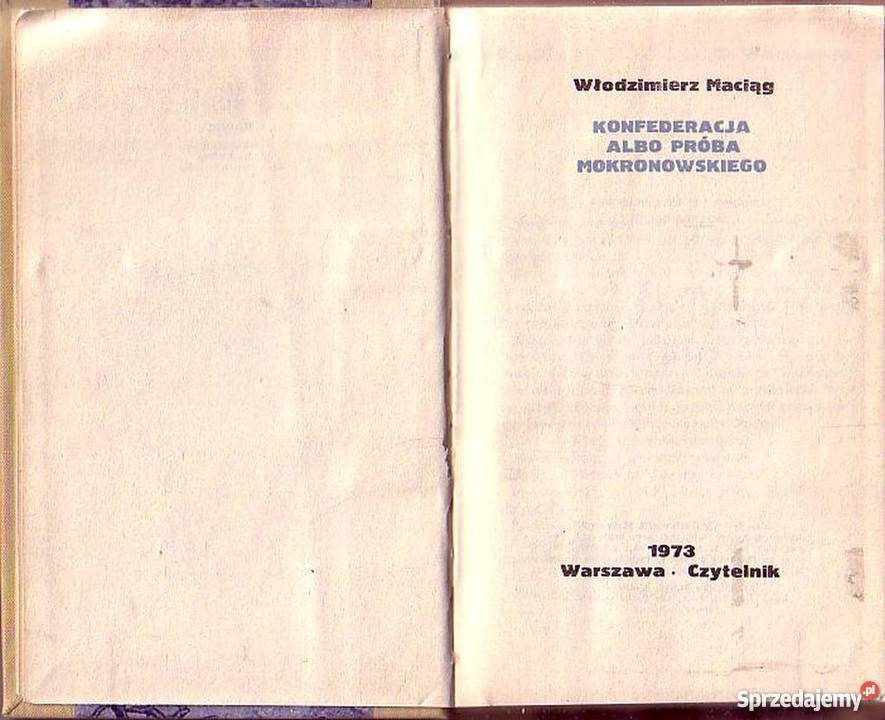 Włodzimierz Maciąg
KONFEDERACJA
ALBO PRÓBA
MOKRONOWSKIEGO
1973
Warszawa · Czytelnik
Sprzedajemy.pl